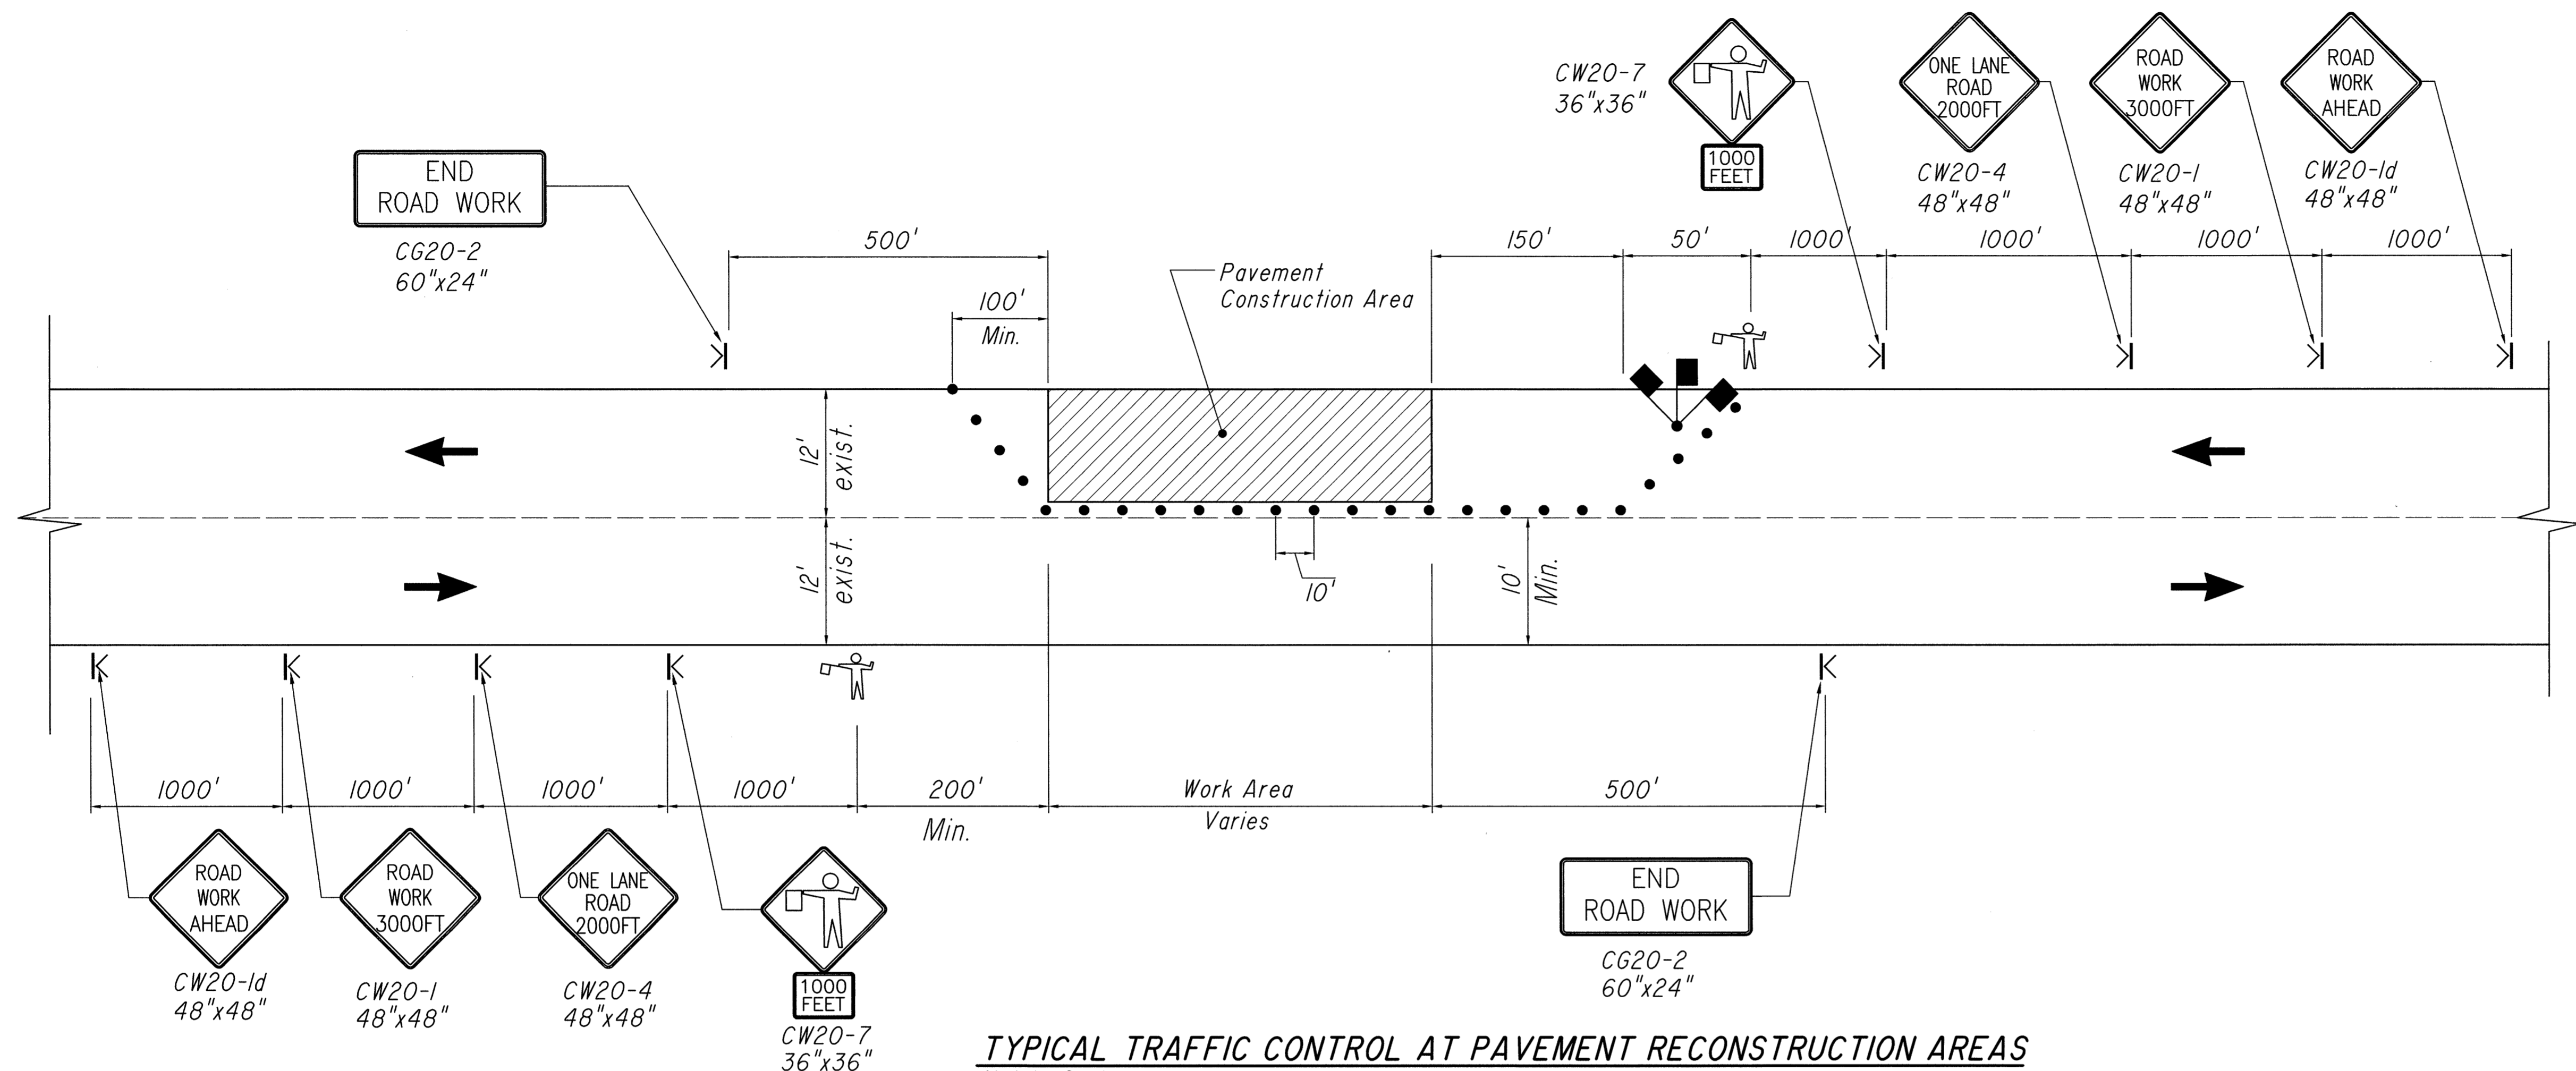 CW20-7
36"x36"
1000
FEET
ONE LANE
ROAD
2000FT
CW20-4
48"x48"
ROAD
WORK
3000FT
CW20-1
48"x48"
ROAD
WORK
AHEAD
CW20-1d
48"x48"
END
ROAD WORK
CG20-2
60"x24"
500'
100'
Min.
Pavement
Construction Area
150'
50'
1000'
1000'
1000'
1000'
12'
exist.
12'
exist.
10'
10'
Min.
1000'
1000'
1000'
1000'
200'
Min.
Work Area
Varies
500'
ROAD
WORK
AHEAD
CW20-1d
48"x48"
ROAD
WORK
3000FT
CW20-1
48"x48"
ONE LANE
ROAD
2000FT
CW20-4
48"x48"
1000
FEET
CW20-7
36"x36"
END
ROAD WORK
CG20-2
60"x24"
TYPICAL TRAFFIC CONTROL AT PAVEMENT RECONSTRUCTION AREAS